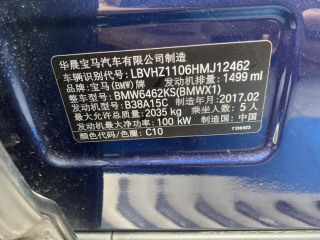 华晨宝马汽车有限公司制造
车辆识别代号: LBVHZ1106HMJ12462
品牌: 宝马(BMW)牌 发动机排量: 1499 ml
整车型号: BMW6462KS(BMWX1)
发动机型号: B38A15C 制造年月: 2017.02
最大允许总质量: 2035 kg 乘坐人数: 5 人
发动机最大净功率: 100 kW 制造国: 中国
颜色代码/色圈: C10